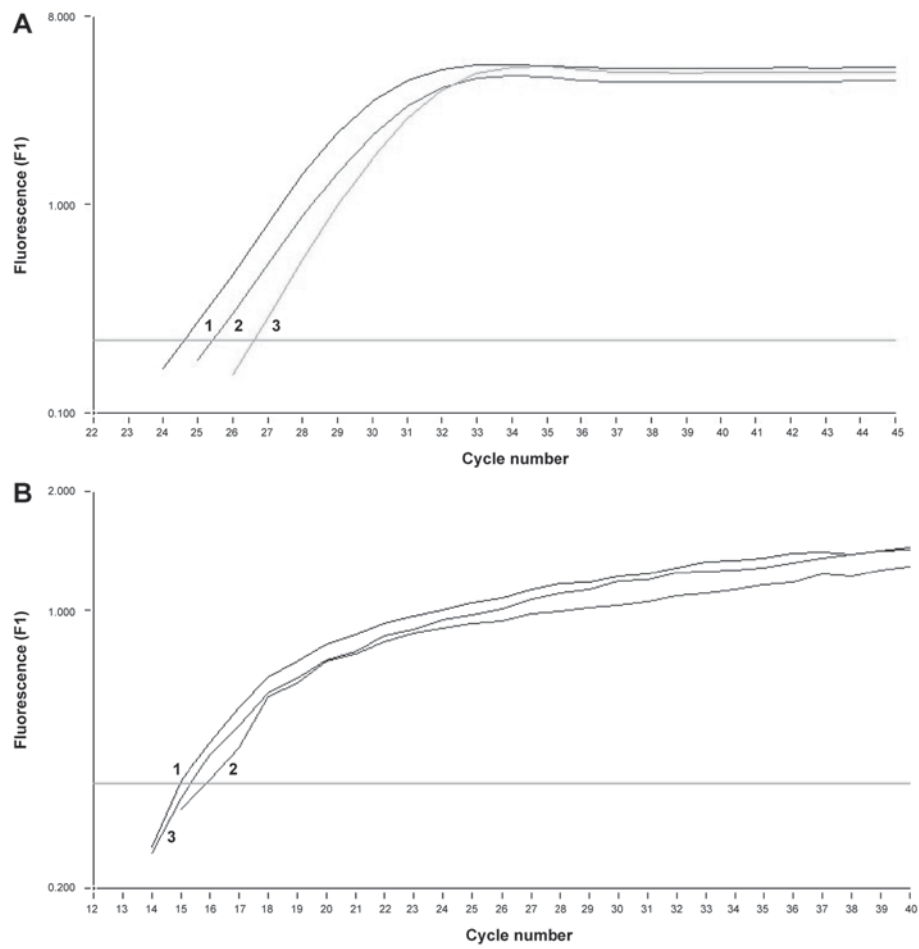 A
8.000
Fluorescence (F1)
1.000
1 2 3
0.100
22 23 24 25 26 27 28 29 30 31 32 33 34 35 36 37 38 39 40 41 42 43 44 45
Cycle number
B
2.000
Fluorescence (F1)
1.000
1 2
3
0.200
12 13 14 15 16 17 18 19 20 21 22 23 24 25 26 27 28 29 30 31 32 33 34 35 36 37 38 39 40
Cycle number